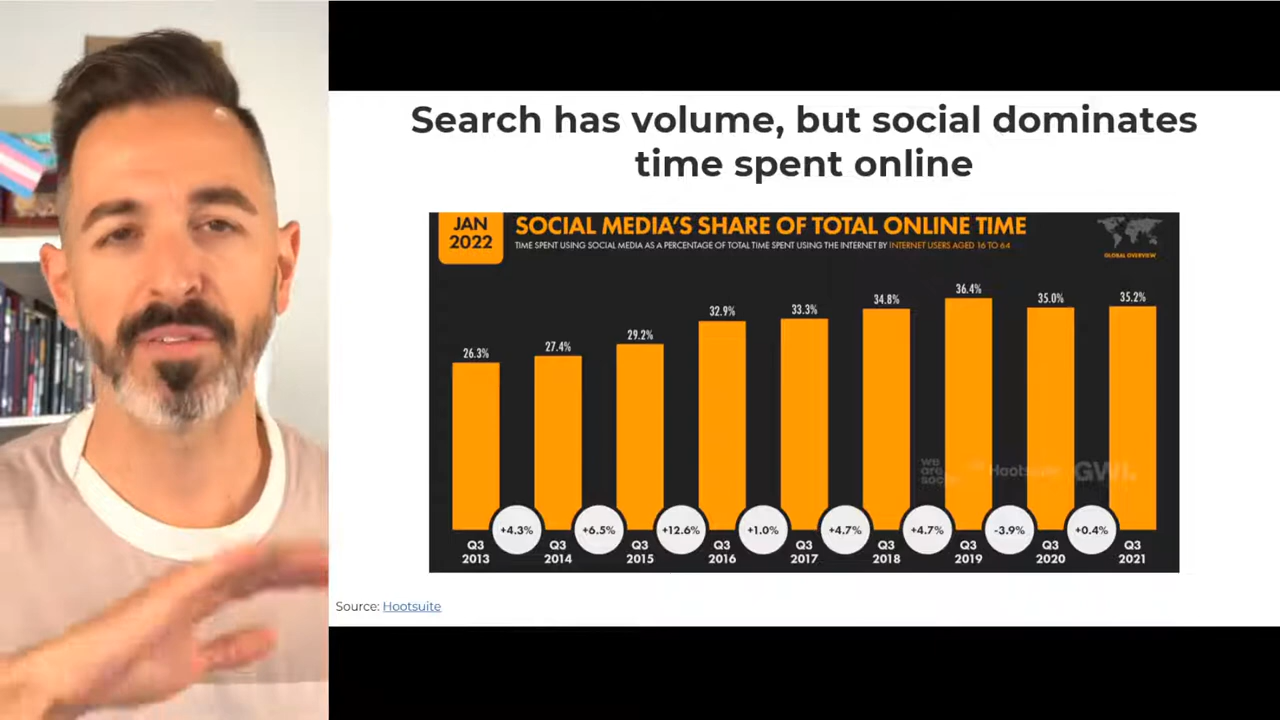 Search has volume, but social dominates
time spent online
JAN
2022
SOCIAL MEDIA'S SHARE OF TOTAL ONLINE TIME
TIME SPENT USING SOCIAL MEDIA AS A PERCENTAGE OF TOTAL TIME SPENT USING THE INTERNET BY INTERNET USERS AGED 16 TO 64
GLOBAL OVERVIEW
26.3%
27.4%
29.2%
32.9%
33.3%
34.8%
36.4%
35.0%
35.2%
we
are.
soc
Hoots
GWI.
+4.3%
+6.5%
+12.6%
+1.0%
+4.7%
+4.7%
-3.9%
+0.4%
Q3
2013
Q3
2014
Q3
2015
Q3
2016
Q3
2017
Q3
2018
Q3
2019
Q3
2020
Q3
2021
Source: Hootsuite